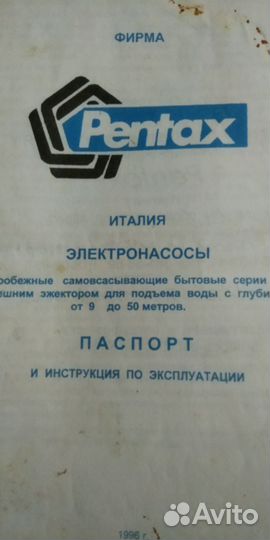 ФИРМА
Pentax
ИТАЛИЯ
ЭЛЕКТРОНАСОСЫ
робежные самовсасывающие бытовые серии
ешним эжектором для подъема воды с глуби
от 9 до 50 метров.
ПАСПОРТ
И ИНСТРУКЦИЯ ПО ЭКСПЛУАТАЦИИ
1996 г.
Avito